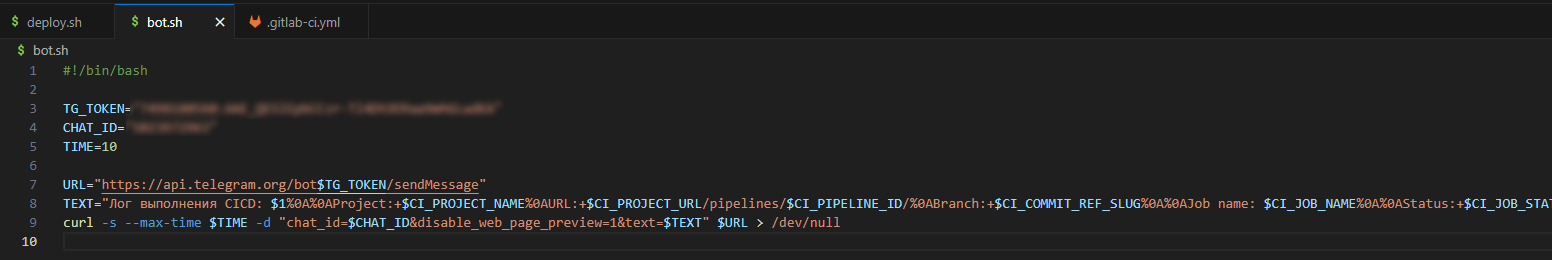 $ deploy.sh
$ bot.sh ×
.gitlab-ci.yml
$ bot.sh
1 #!/bin/bash
2
3 TG_TOKEN=
4 CHAT_ID=
5 TIME=10
6
7 URL="https://api.telegram.org/bot$TG_TOKEN/sendMessage"
8 TEXT="Лог выполнения CICD: $1%0A%0AProject:+$CI_PROJECT_NAME%0AURL:+$CI_PROJECT_URL/pipelines/$CI_PIPELINE_ID/%0ABranch:+$CI_COMMIT_REF_SLUG%0A%0AJob name: $CI_JOB_NAME%0A%0AStatus:+$CI_JOB_STAT
9 curl -s --max-time $TIME -d "chat_id=$CHAT_ID&disable_web_page_preview=1&text=$TEXT" $URL > /dev/null
10